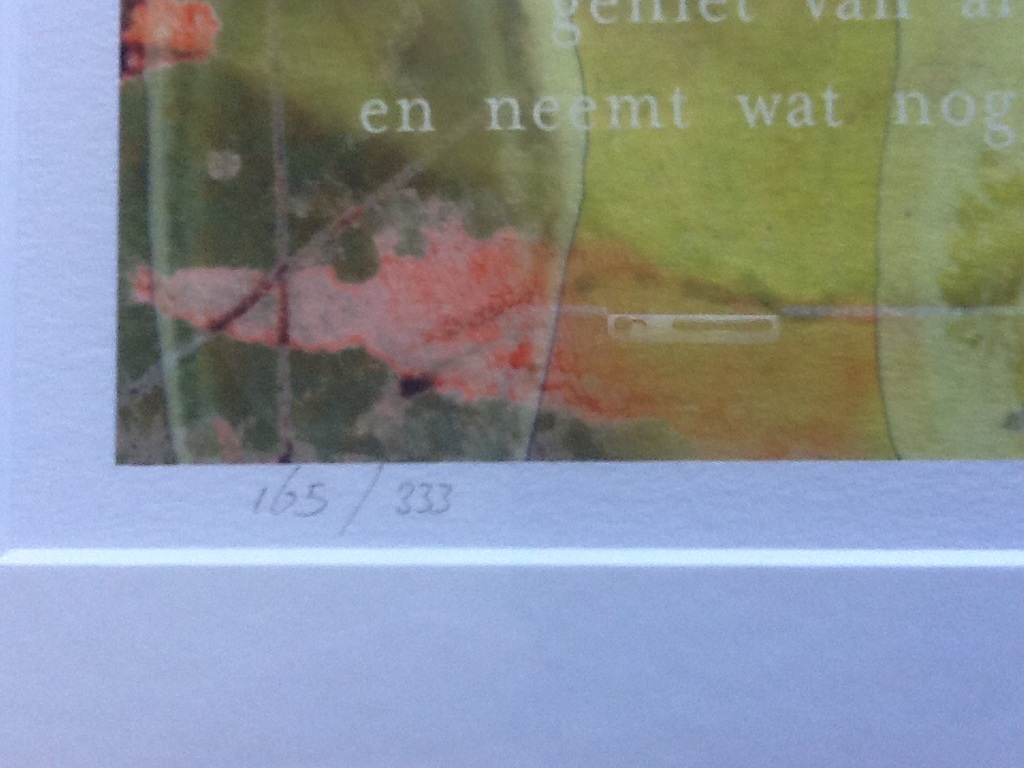 geniet van
en neemt wat nog
165 / 333